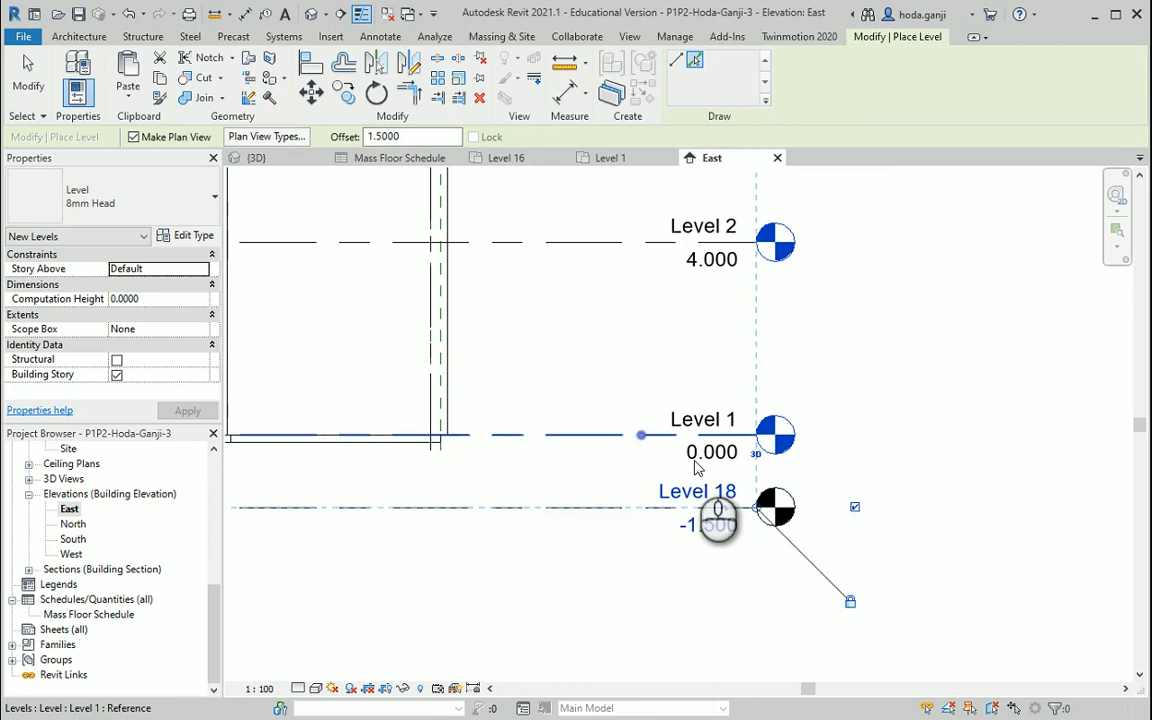 Autodesk Revit 2021.1 - Educational Version - P1P2-Hoda-Ganji-3 - Elevation: East
hoda.ganji
File Architecture Structure Steel Precast Systems Insert Annotate Analyze Massing & Site Collaborate View Manage Add-Ins Twinmotion 2020 Modify | Place Level
Modify
Properties
Paste
Notch
Cut
Join
Select Properties Clipboard Geometry Modify View Measure Create Draw
Modify | Place Level Make Plan View Plan View Types... Offset: 1.5000 Lock
Properties
{3D} Mass Floor Schedule Level 16 Level 1 East
Level
8mm Head
New Levels Edit Type
Constraints
Story Above Default
Dimensions
Computation Height 0.0000
Extents
Scope Box None
Identity Data
Structural
Building Story
Properties help Apply
Project Browser - P1P2-Hoda-Ganji-3
Site
Ceiling Plans
3D Views
Elevations (Building Elevation)
East
North
South
West
Sections (Building Section)
Legends
Schedules/Quantities (all)
Mass Floor Schedule
Sheets (all)
Families
Groups
Revit Links
Level 2
4.000
Level 1
0.000
3D
Level 18
-1.500
0
2D
1 : 100
Levels : Level : Level 1 : Reference
:0 Main Model :0